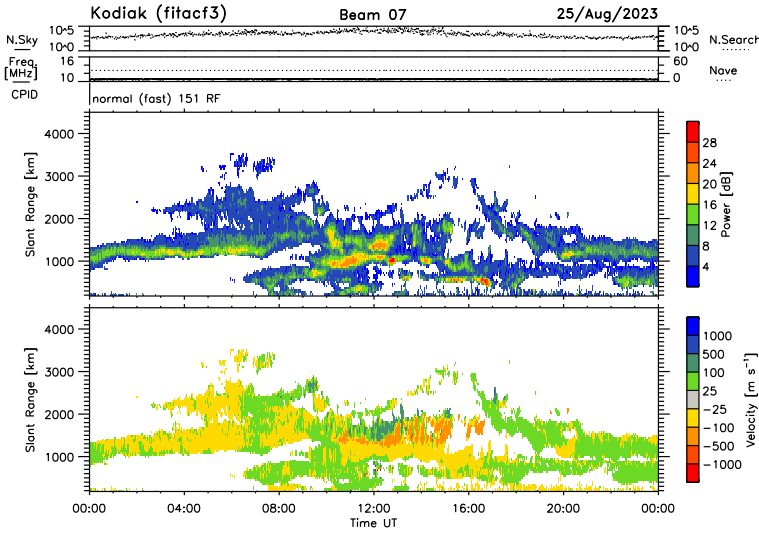 Kodiak (fitacf3) Beam 07 25/Aug/2023
N.Sky 10^5 10^0 10^5 10^0 N.Search
Freq. [MHz] 16 10 60 0 Nave
CPID normal (fast) 151 RF
Slant Range [km]
4000
3000
2000
1000
28
24
20
16
12
8
4
Power [dB]
Slant Range [km]
4000
3000
2000
1000
1000
500
100
25
−25
−100
−500
−1000
Velocity [m s⁻¹]
00:00 04:00 08:00 12:00 16:00 20:00 00:00
Time UT